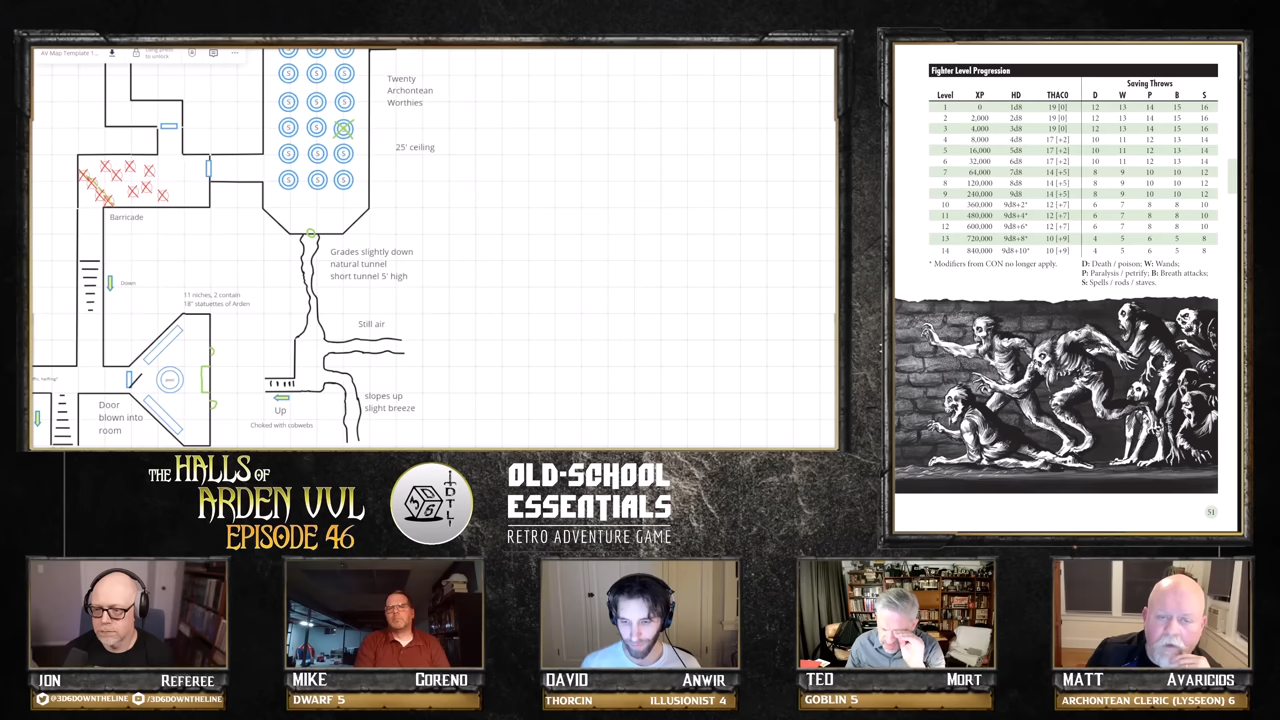 AV Map Template 1...
Long press to unlock
Twenty
Archontean
Worthies
25' ceiling
Barricade
Down
11 niches, 2 contain
18" statuettes of Arden
Grades slightly down
natural tunnel
short tunnel 5' high
Still air
Door
blown into
room
Up
Choked with cobwebs
slopes up
slight breeze
Fighter Level Progression
Saving Throws
Level XP HD THAC0 D W P B S
1 0 1d8 19 [0] 12 13 14 15 16
2 2,000 2d8 19 [0] 12 13 14 15 16
3 4,000 3d8 19 [0] 12 13 14 15 16
4 8,000 4d8 17 [+2] 10 11 12 13 14
5 16,000 5d8 17 [+2] 10 11 12 13 14
6 32,000 6d8 17 [+2] 10 11 12 13 14
7 64,000 7d8 14 [+5] 8 9 10 10 12
8 120,000 8d8 14 [+5] 8 9 10 10 12
9 240,000 9d8 14 [+5] 8 9 10 10 12
10 360,000 9d8+2* 12 [+7] 6 7 8 8 10
11 480,000 9d8+4* 12 [+7] 6 7 8 8 10
12 600,000 9d8+6* 12 [+7] 6 7 8 8 10
13 720,000 9d8+8* 10 [+9] 4 5 6 5 8
14 840,000 9d8+10* 10 [+9] 4 5 6 5 8
* Modifiers from CON no longer apply.
D: Death / poison; W: Wands;
P: Paralysis / petrify; B: Breath attacks;
S: Spells / rods / staves.
51
THE HALLS OF
ARDEN VUL
EPISODE 46
3D6 DTL
OLD-SCHOOL
ESSENTIALS
RETRO ADVENTURE GAME
JON REFEREE
@3D6DOWNTHELINE /3D6DOWNTHELINE
MIKE GORENO
DWARF 5
DAVID ANWIR
THORCIN ILLUSIONIST 4
TED MORT
GOBLIN 5
MATT AVARICIOS
ARCHONTEAN CLERIC (LYSSEON) 6